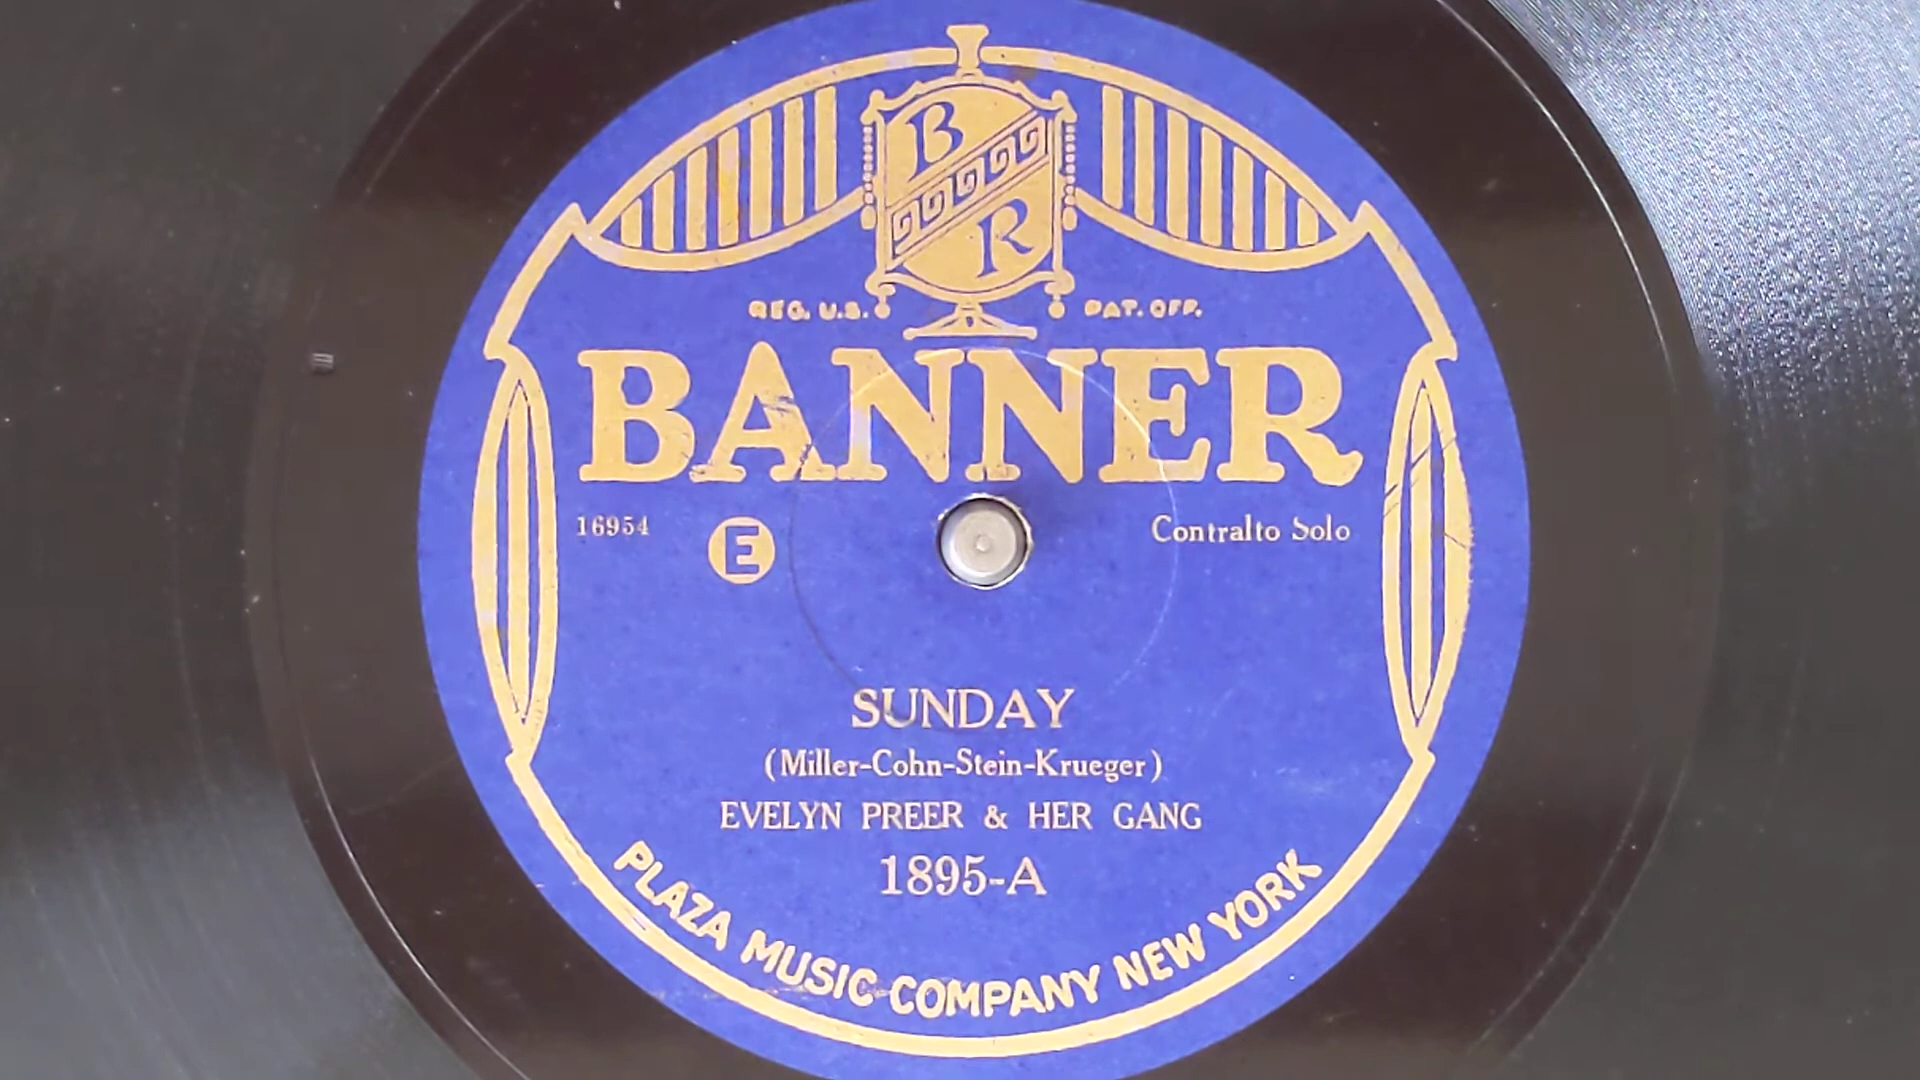 B
R
REG. U.S. PAT. OFF.
BANNER
16954 E Contralto Solo
SUNDAY
(Miller-Cohn-Stein-Krueger)
EVELYN PREER & HER GANG
1895-A
PLAZA MUSIC COMPANY NEW YORK